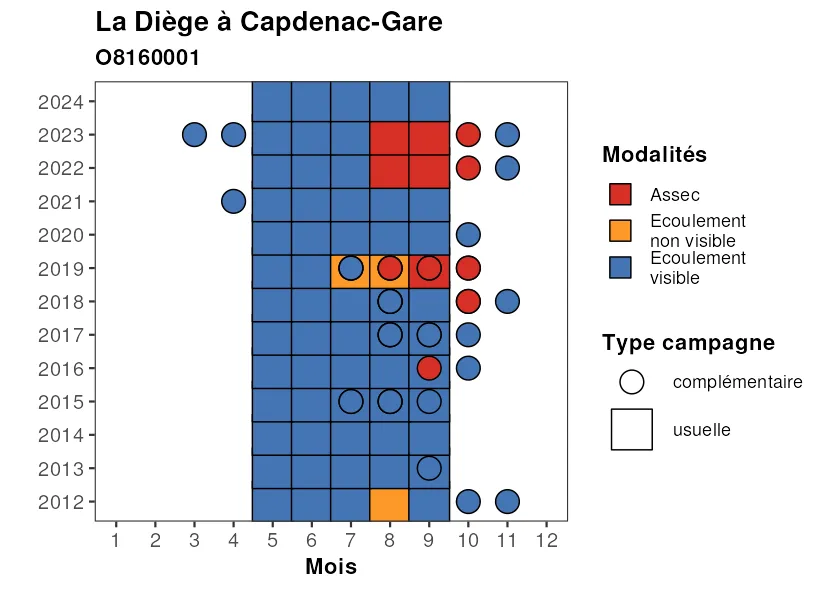 La Diège à Capdenac-Gare
O8160001
2024
2023
2022
2021
2020
2019
2018
2017
2016
2015
2014
2013
2012
1 2 3 4 5 6 7 8 9 10 11 12
Mois
Modalités
Assec
Ecoulement
non visible
Ecoulement
visible
Type campagne
complémentaire
usuelle